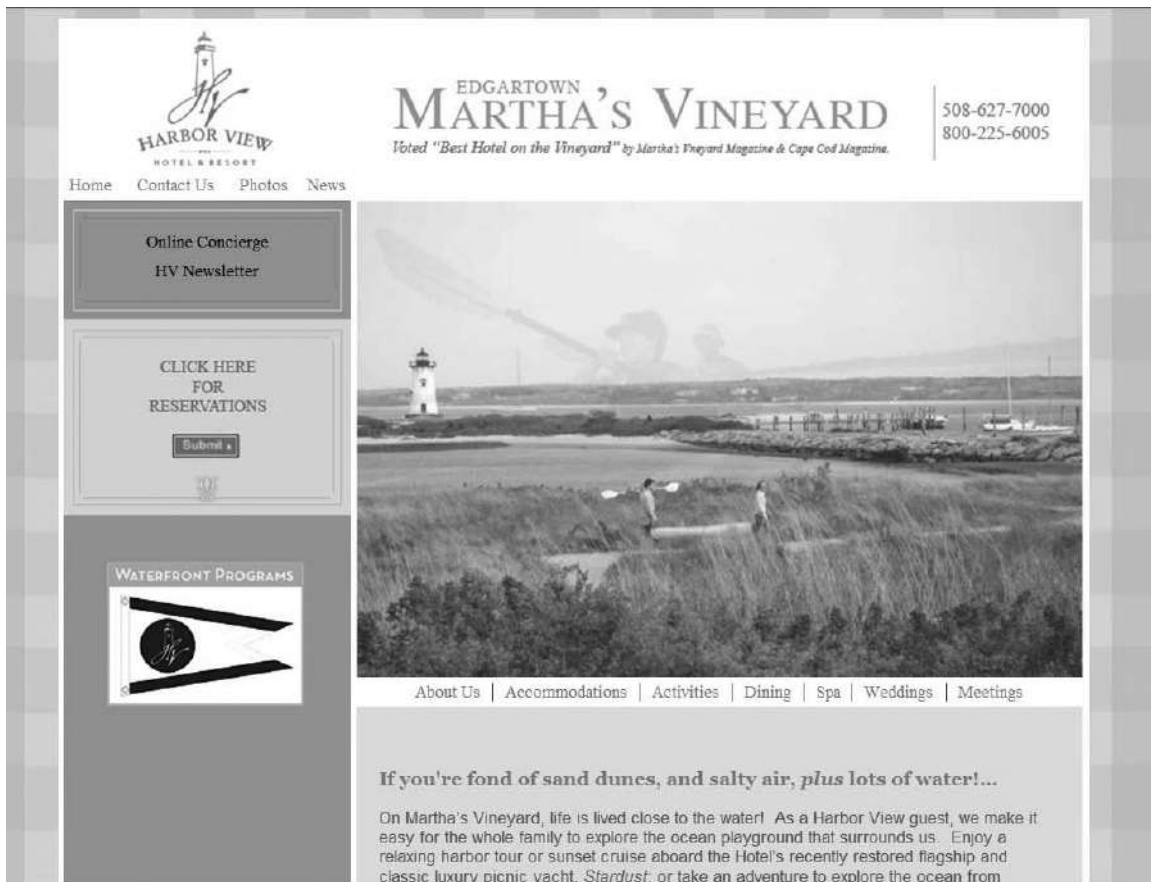 HV
HARBOR VIEW
HOTEL & RESORT
EDGARTOWN
MARTHA'S VINEYARD
Voted "Best Hotel on the Vineyard" by Martha's Vineyard Magazine & Cape Cod Magazine.
508-627-7000
800-225-6005
Home Contact Us Photos News
Online Concierge
HV Newsletter
CLICK HERE
FOR
RESERVATIONS
Submit
WATERFRONT PROGRAMS
HV
About Us | Accommodations | Activities | Dining | Spa | Weddings | Meetings
If you're fond of sand dunes, and salty air, plus lots of water!...
On Martha's Vineyard, life is lived close to the water! As a Harbor View guest, we make it
easy for the whole family to explore the ocean playground that surrounds us. Enjoy a
relaxing harbor tour or sunset cruise aboard the Hotel's recently restored flagship and
classic luxury picnic yacht, Stardust; or take an adventure to explore the ocean from